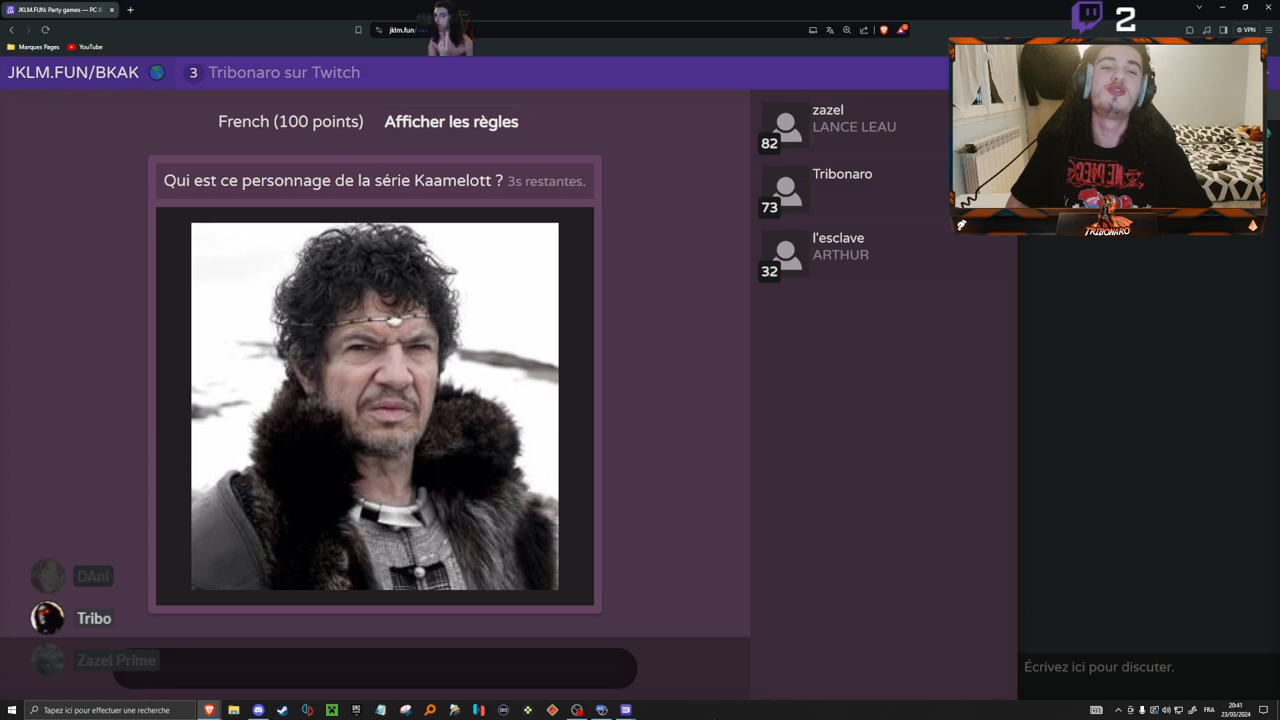 JKLM.FUN: Party games — PC B
jklm.fun/
VPN
Marques Pages
YouTube
2
JKLM.FUN/BKAK
3
Tribonaro sur Twitch
French (100 points)
Afficher les règles
Qui est ce personnage de la série Kaamelott ? 3s restantes.
zazel
LANCE LEAU
82
Tribonaro
73
l'esclave
ARTHUR
32
TRIBONARO
DAni
Tribo
Zazel Prime
Écrivez ici pour discuter.
Tapez ici pour effectuer une recherche
FRA
20:41
23/03/2024